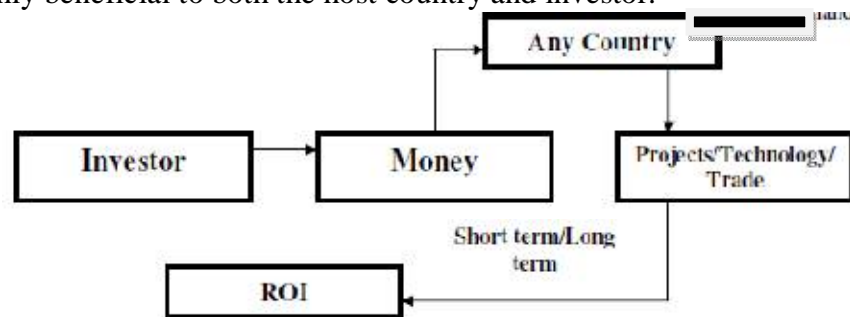 beneficial to both the host country and investor.
Any Country
Investor
Money
Projects/Technology/
Trade
Short term/Long
term
ROI